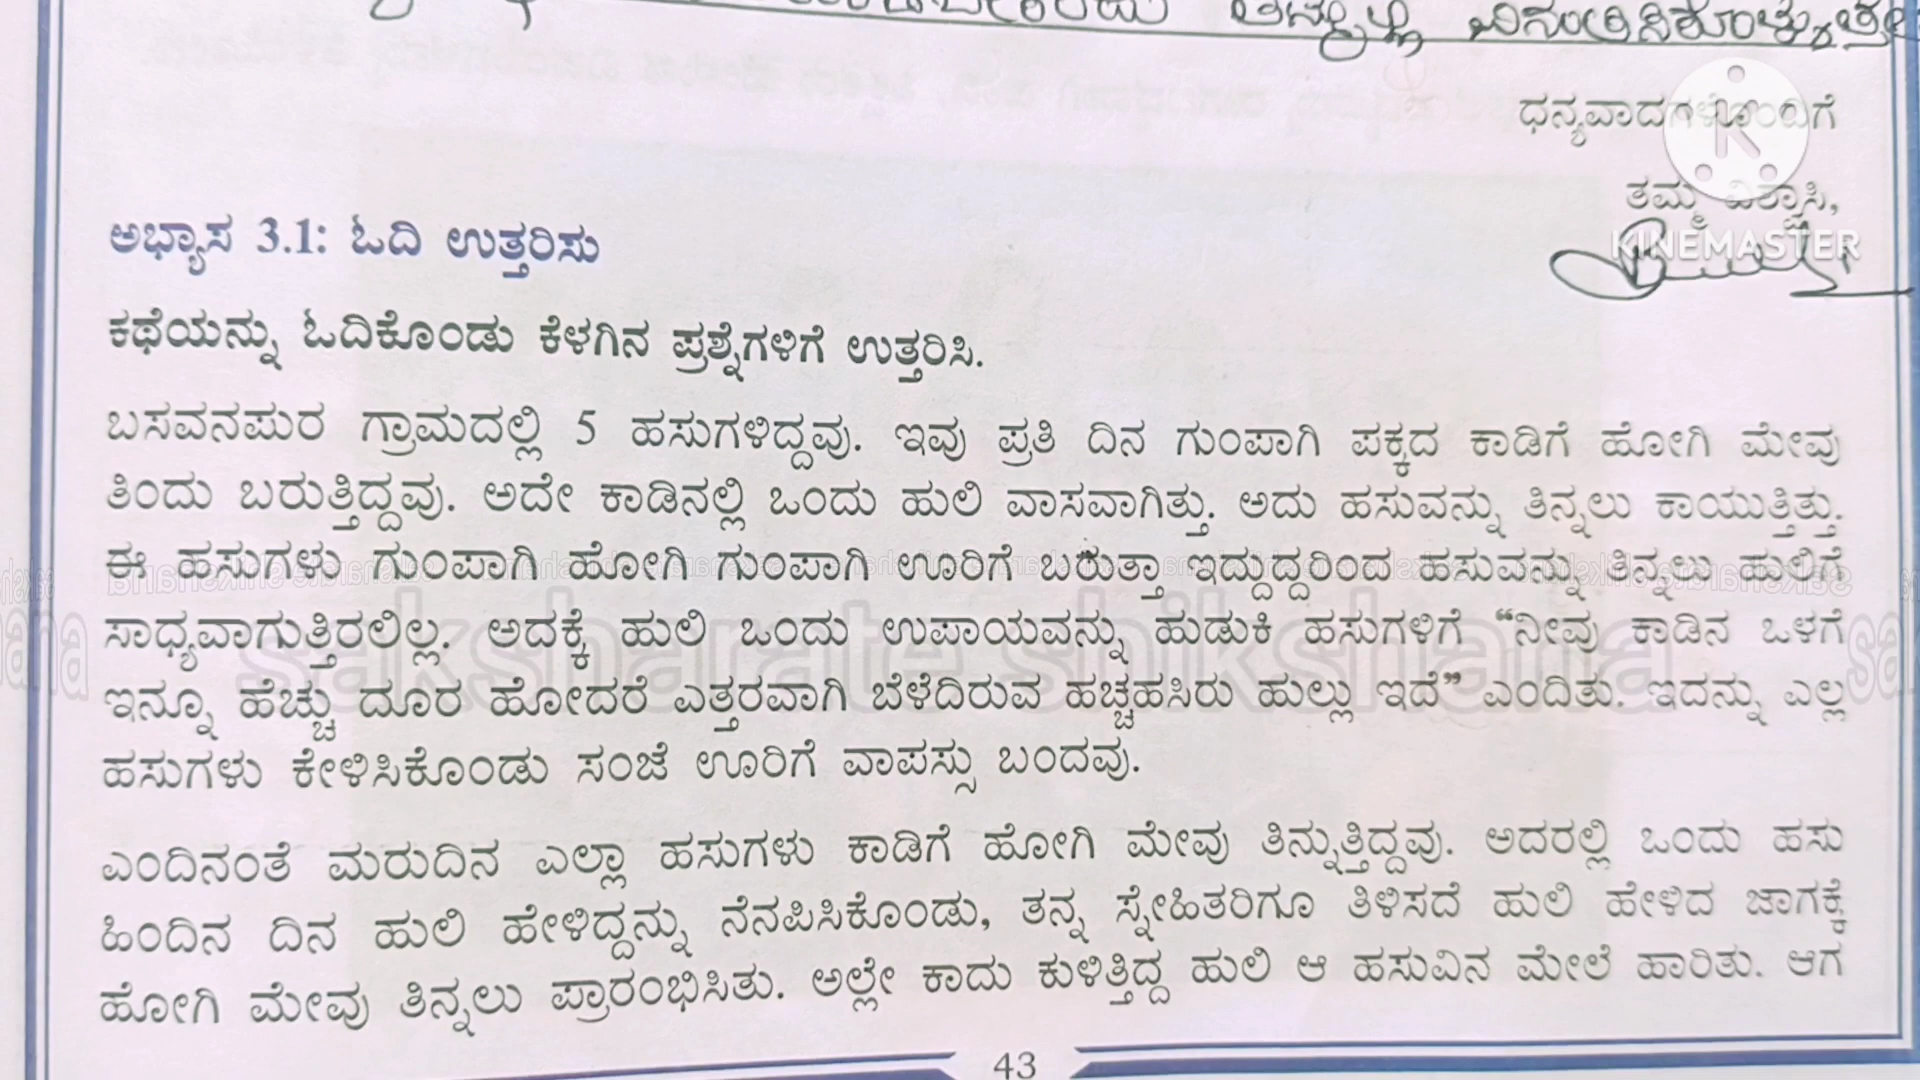 ಧನ್ಯವಾದಗಳೊಂದಿಗೆ
ತಮ್ಮ ವಿಶ್ವಾಸಿ,
KINEMASTER
ಅಭ್ಯಾಸ 3.1: ಓದಿ ಉತ್ತರಿಸು
ಕಥೆಯನ್ನು ಓದಿಕೊಂಡು ಕೆಳಗಿನ ಪ್ರಶ್ನೆಗಳಿಗೆ ಉತ್ತರಿಸಿ.
ಬಸವನಪುರ ಗ್ರಾಮದಲ್ಲಿ 5 ಹಸುಗಳಿದ್ದವು. ಇವು ಪ್ರತಿ ದಿನ ಗುಂಪಾಗಿ ಪಕ್ಕದ ಕಾಡಿಗೆ ಹೋಗಿ ಮೇವು
ತಿಂದು ಬರುತ್ತಿದ್ದವು. ಅದೇ ಕಾಡಿನಲ್ಲಿ ಒಂದು ಹುಲಿ ವಾಸವಾಗಿತ್ತು. ಅದು ಹಸುವನ್ನು ತಿನ್ನಲು ಕಾಯುತ್ತಿತ್ತು.
ಈ ಹಸುಗಳು ಗುಂಪಾಗಿ ಹೋಗಿ ಗುಂಪಾಗಿ ಊರಿಗೆ ಬರುತ್ತಾ ಇದ್ದುದ್ದರಿಂದ ಹಸುವನ್ನು ತಿನ್ನಲು ಹುಲಿಗೆ
ಸಾಧ್ಯವಾಗುತ್ತಿರಲಿಲ್ಲ. ಅದಕ್ಕೆ ಹುಲಿ ಒಂದು ಉಪಾಯವನ್ನು ಹುಡುಕಿ ಹಸುಗಳಿಗೆ “ನೀವು ಕಾಡಿನ ಒಳಗೆ
saksharate shikshana
ಇನ್ನೂ ಹೆಚ್ಚು ದೂರ ಹೋದರೆ ಎತ್ತರವಾಗಿ ಬೆಳೆದಿರುವ ಹಚ್ಚಹಸಿರು ಹುಲ್ಲು ಇದೆ” ಎಂದಿತು. ಇದನ್ನು ಎಲ್ಲ
ಹಸುಗಳು ಕೇಳಿಸಿಕೊಂಡು ಸಂಜೆ ಊರಿಗೆ ವಾಪಸ್ಸು ಬಂದವು.
ಎಂದಿನಂತೆ ಮರುದಿನ ಎಲ್ಲಾ ಹಸುಗಳು ಕಾಡಿಗೆ ಹೋಗಿ ಮೇವು ತಿನ್ನುತ್ತಿದ್ದವು. ಅದರಲ್ಲಿ ಒಂದು ಹಸು
ಹಿಂದಿನ ದಿನ ಹುಲಿ ಹೇಳಿದ್ದನ್ನು ನೆನಪಿಸಿಕೊಂಡು, ತನ್ನ ಸ್ನೇಹಿತರಿಗೂ ತಿಳಿಸದೆ ಹುಲಿ ಹೇಳಿದ ಜಾಗಕ್ಕೆ
ಹೋಗಿ ಮೇವು ತಿನ್ನಲು ಪ್ರಾರಂಭಿಸಿತು. ಅಲ್ಲೇ ಕಾದು ಕುಳಿತ್ತಿದ್ದ ಹುಲಿ ಆ ಹಸುವಿನ ಮೇಲೆ ಹಾರಿತು. ಆಗ
43